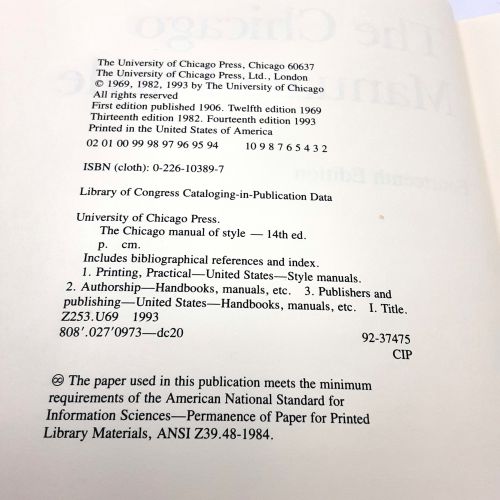 The University of Chicago Press, Chicago 60637
The University of Chicago Press, Ltd., London
© 1969, 1982, 1993 by The University of Chicago
All rights reserved
First edition published 1906. Twelfth edition 1969
Thirteenth edition 1982. Fourteenth edition 1993
Printed in the United States of America
02 01 00 99 98 97 96 95 94 10 9 8 7 6 5 4 3 2
ISBN (cloth): 0-226-10389-7
Library of Congress Cataloging-in-Publication Data
University of Chicago Press.
The Chicago manual of style — 14th ed.
p. cm.
Includes bibliographical references and index.
1. Printing, Practical—United States—Style manuals.
2. Authorship—Handbooks, manuals, etc. 3. Publishers and
publishing—United States—Handbooks, manuals, etc. I. Title.
Z253.U69 1993
808′.027′0973—dc20 92-37475
CIP
♾ The paper used in this publication meets the minimum
requirements of the American National Standard for
Information Sciences—Permanence of Paper for Printed
Library Materials, ANSI Z39.48-1984.